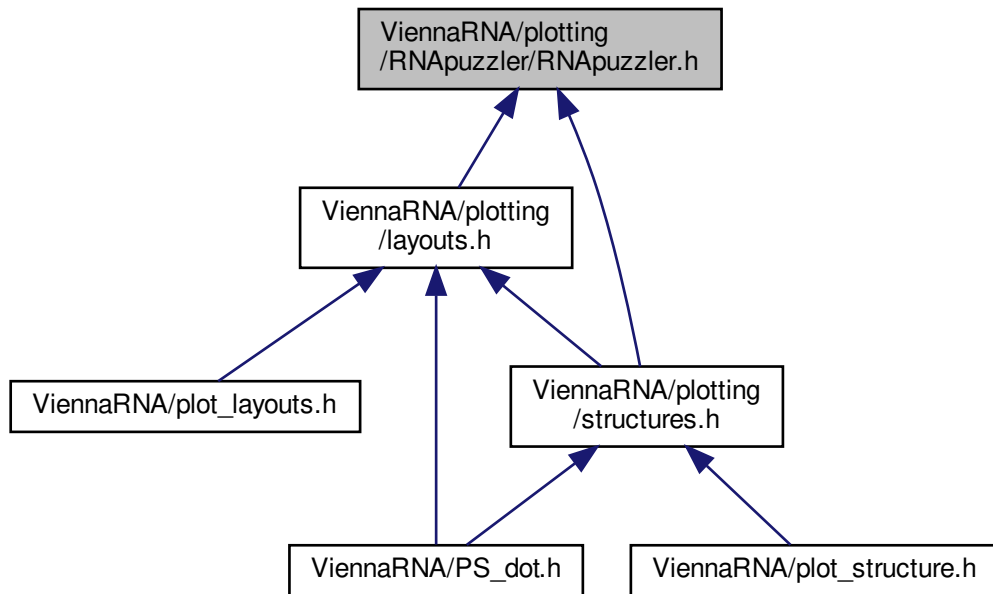 ViennaRNA/plotting
/RNApuzzler/RNApuzzler.h
ViennaRNA/plotting
/layouts.h
ViennaRNA/plot_layouts.h
ViennaRNA/plotting
/structures.h
ViennaRNA/PS_dot.h
ViennaRNA/plot_structure.h